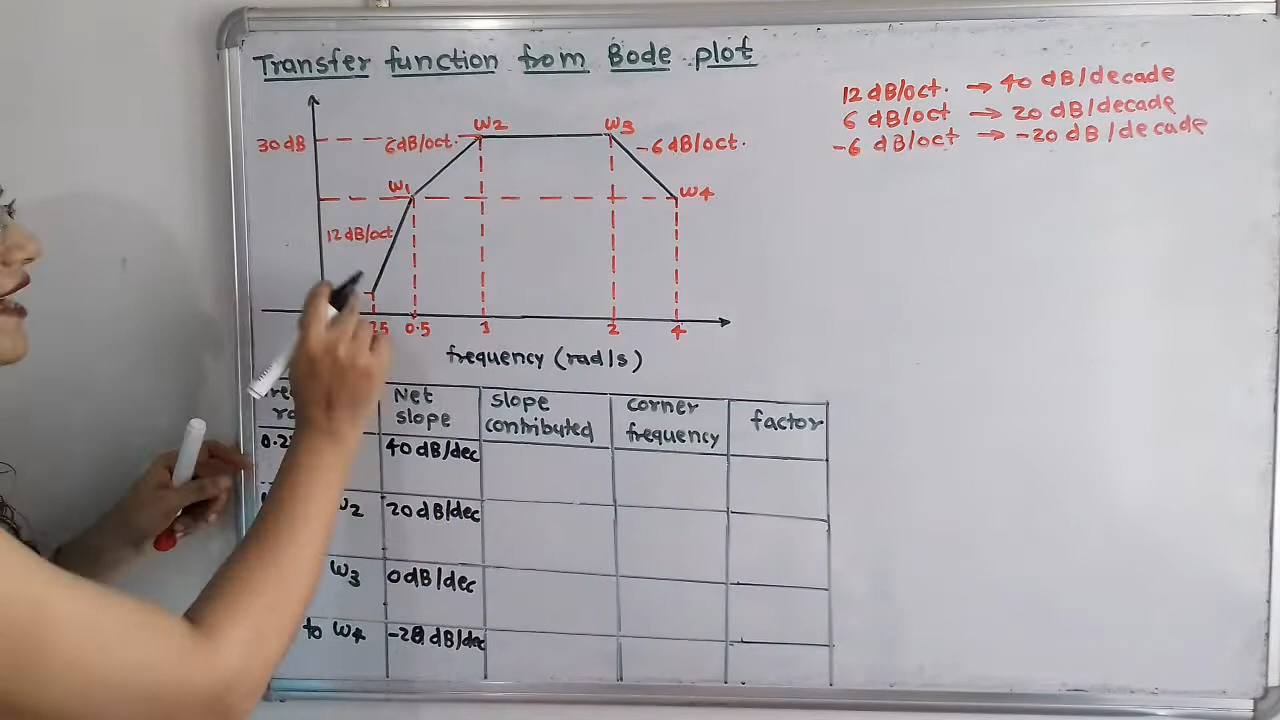 Transfer function from Bode plot
12 dB/oct. → 40 dB/decade
6 dB/oct → 20 dB/decade
-6 dB/oct → -20 dB/decade
30 dB
6 dB/oct.
w2
w3
-6 dB/oct.
w1
w4
12 dB/oct
25 0.5 1 2 4
frequency (rad/s)
Net slope
slope contributed
corner frequency
factor
40 dB/dec
w2 20 dB/dec
w3 0 dB/dec
to w4 -20 dB/dec